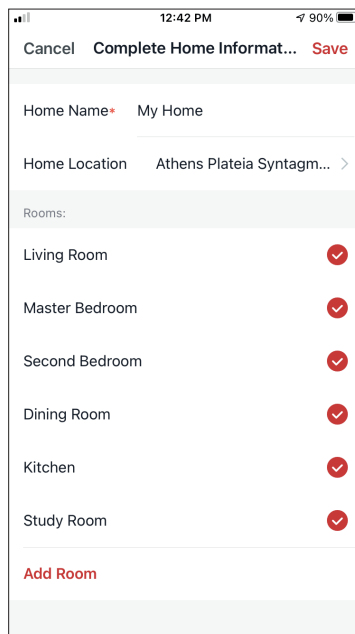 12:42 PM 90%
Cancel Complete Home Informat... Save
Home Name* My Home
Home Location Athens Plateia Syntagm...
Rooms:
Living Room
Master Bedroom
Second Bedroom
Dining Room
Kitchen
Study Room
Add Room